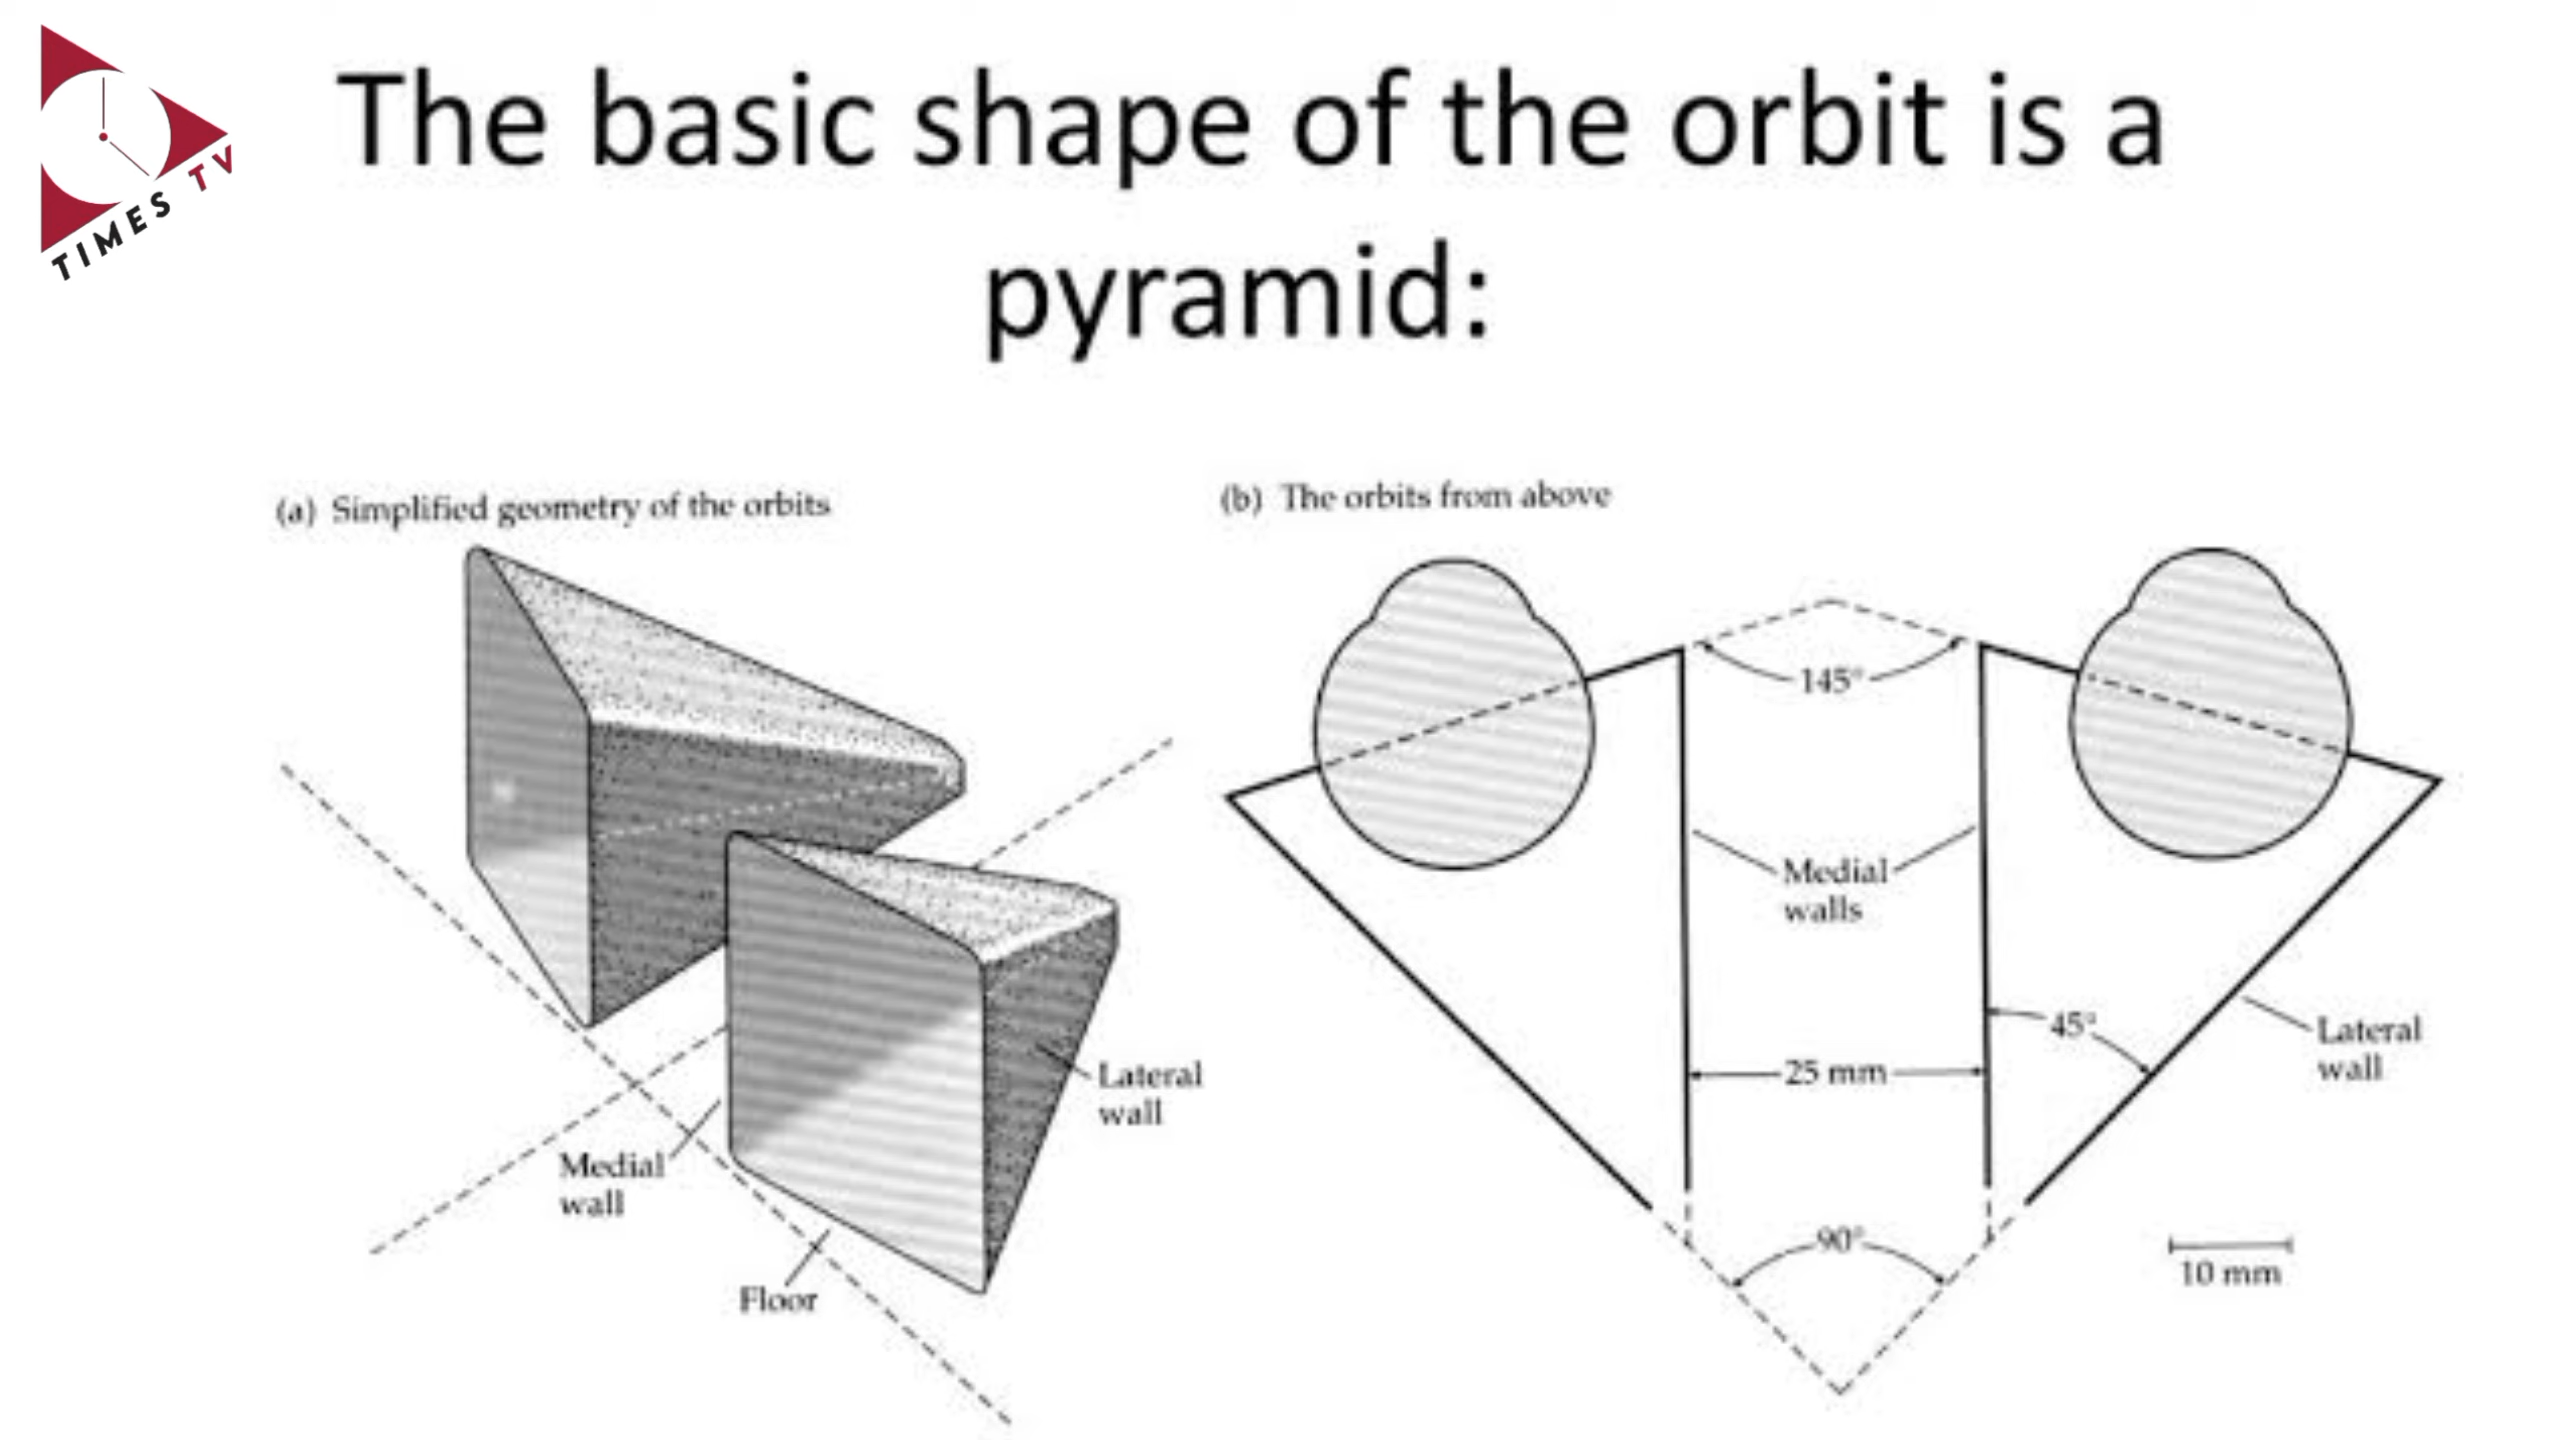 TIMES TV
The basic shape of the orbit is a
pyramid:
(a) Simplified geometry of the orbits
Lateral
wall
Medial
wall
Floor
(b) The orbits from above
145°
Medial
walls
45°
Lateral
wall
25 mm
90°
10 mm